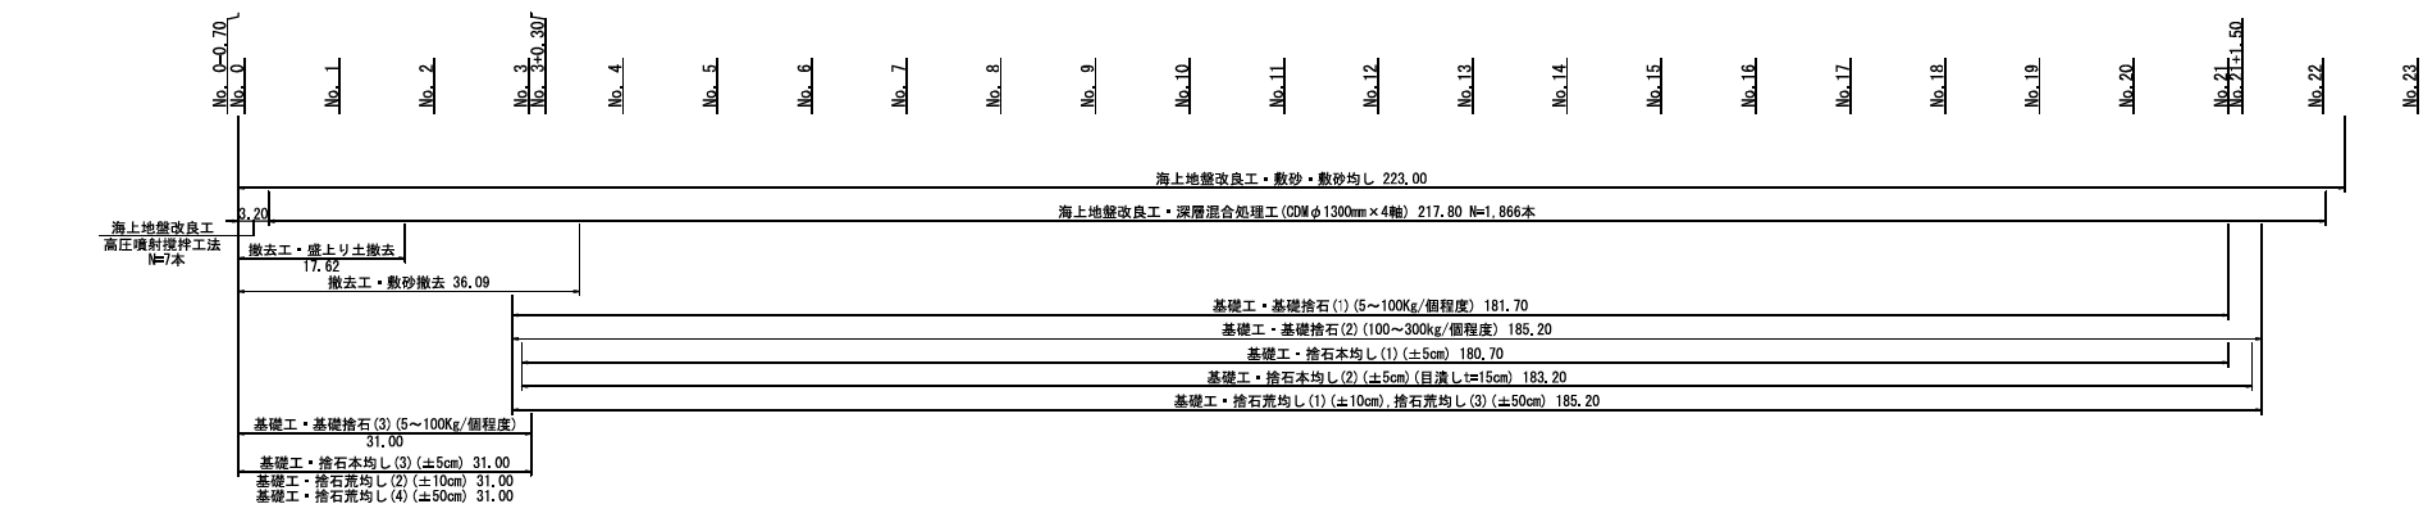 No. 0-0.70
No. 0
No. 1
No. 2
No. 3
No. 3+0.30
No. 4
No. 5
No. 6
No. 7
No. 8
No. 9
No.10
No.11
No.12
No.13
No.14
No.15
No.16
No.17
No.18
No.19
No.20
No.21
No.21+1.50
No.22
No.23
海上地盤改良工・敷砂・敷砂均し 223.00
3.20
海上地盤改良工・深層混合処理工(CDMφ1300mm×4軸) 217.80 N=1,866本
海上地盤改良工
高圧噴射撹拌工法
N=7本
撤去工・盛上り土撤去
17.62
撤去工・敷砂撤去 36.09
基礎工・基礎捨石(1)(5～100Kg/個程度) 181.70
基礎工・基礎捨石(2)(100～300kg/個程度) 185.20
基礎工・捨石本均し(1)(±5cm) 180.70
基礎工・捨石本均し(2)(±5cm)(目潰しt=15cm) 183.20
基礎工・捨石荒均し(1)(±10cm),捨石荒均し(3)(±50cm) 185.20
基礎工・基礎捨石(3)(5～100Kg/個程度)
31.00
基礎工・捨石本均し(3)(±5cm) 31.00
基礎工・捨石荒均し(2)(±10cm) 31.00
基礎工・捨石荒均し(4)(±50cm) 31.00